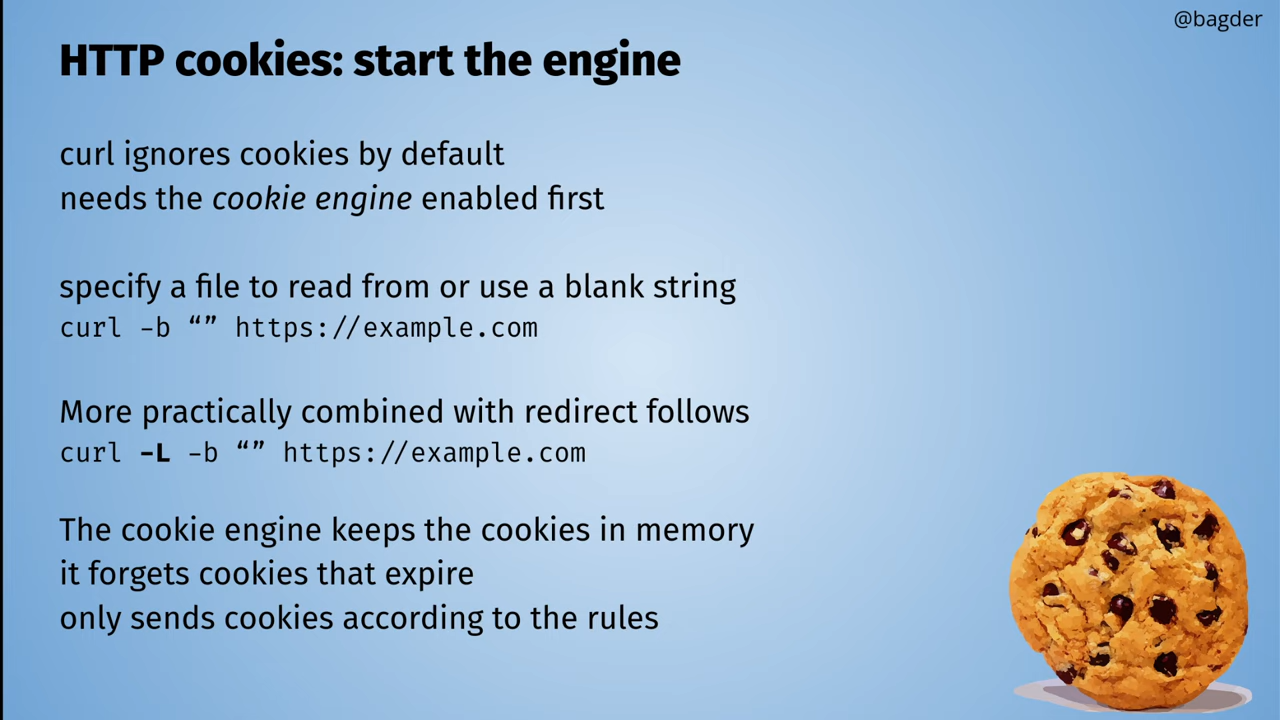 @bagder
HTTP cookies: start the engine
curl ignores cookies by default
needs the cookie engine enabled first
specify a file to read from or use a blank string
curl -b “” https://example.com
More practically combined with redirect follows
curl -L -b “” https://example.com
The cookie engine keeps the cookies in memory
it forgets cookies that expire
only sends cookies according to the rules